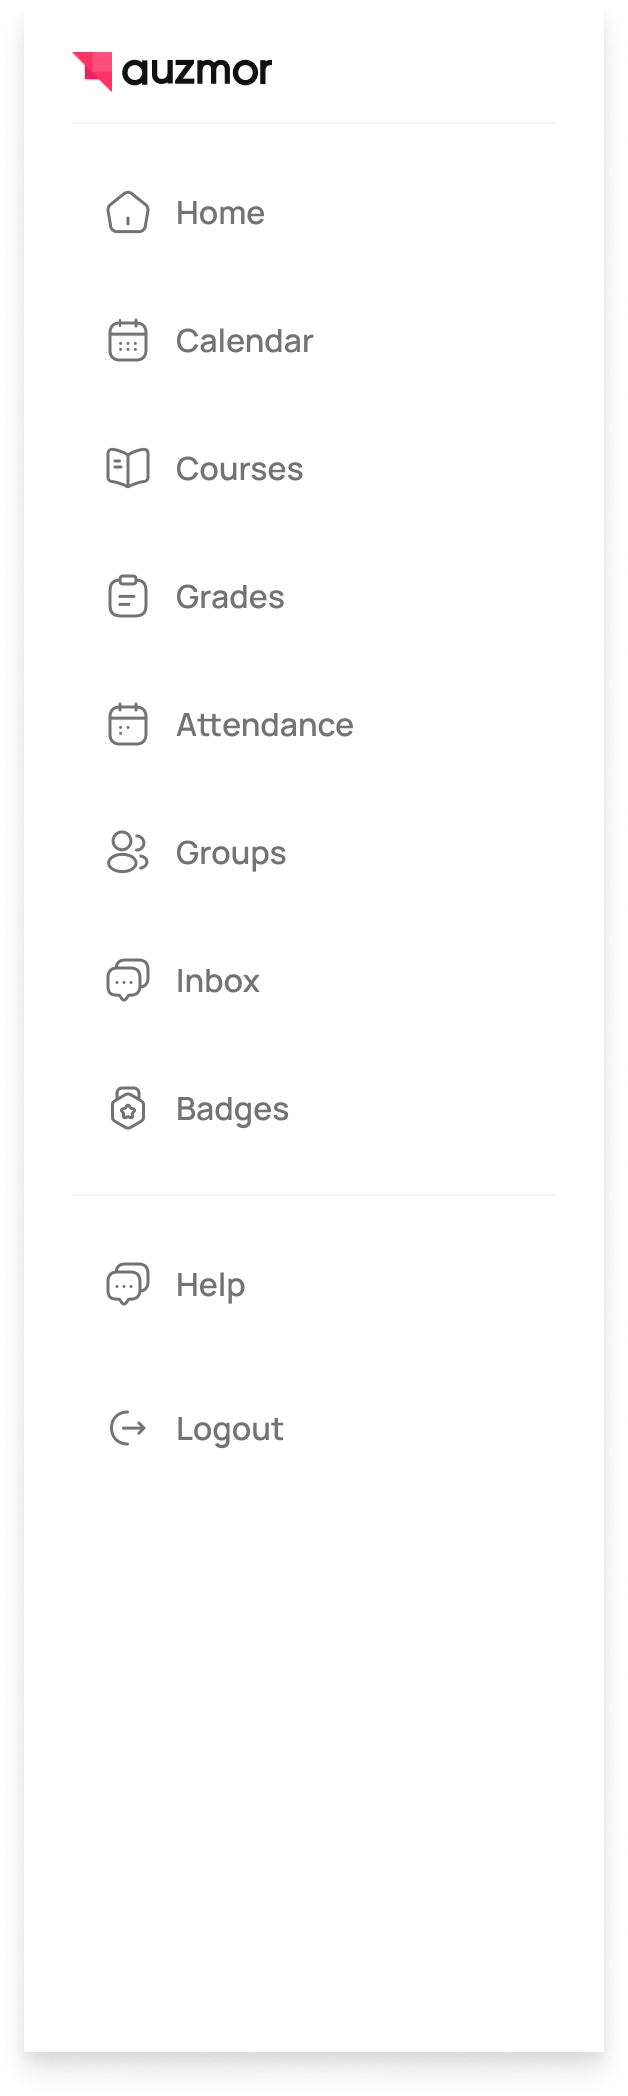 auzmor
Home
Calendar
Courses
Grades
Attendance
Groups
Inbox
Badges
Help
Logout